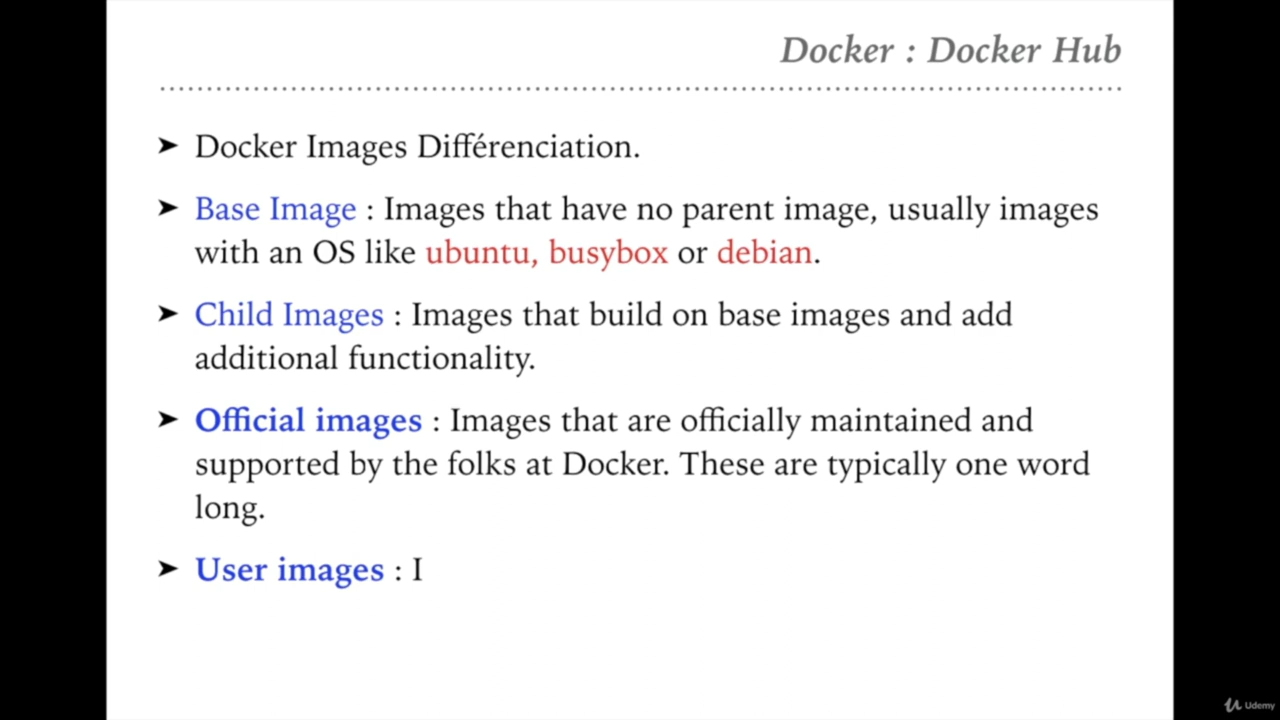 Docker : Docker Hub
➤ Docker Images Différenciation.
➤ Base Image : Images that have no parent image, usually images
with an OS like ubuntu, busybox or debian.
➤ Child Images : Images that build on base images and add
additional functionality.
➤ Official images : Images that are officially maintained and
supported by the folks at Docker. These are typically one word
long.
➤ User images : I
Udemy